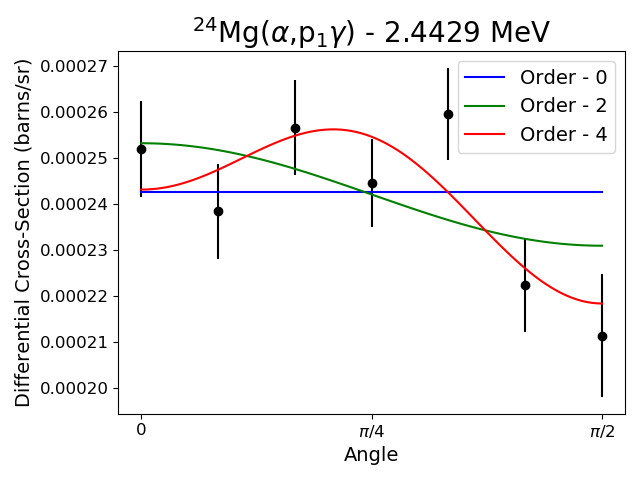 ²⁴Mg(α,p₁γ) - 2.4429 MeV
Differential Cross-Section (barns/sr)
0.00027
0.00026
0.00025
0.00024
0.00023
0.00022
0.00021
0.00020
Order - 0
Order - 2
Order - 4
0
π/4
π/2
Angle